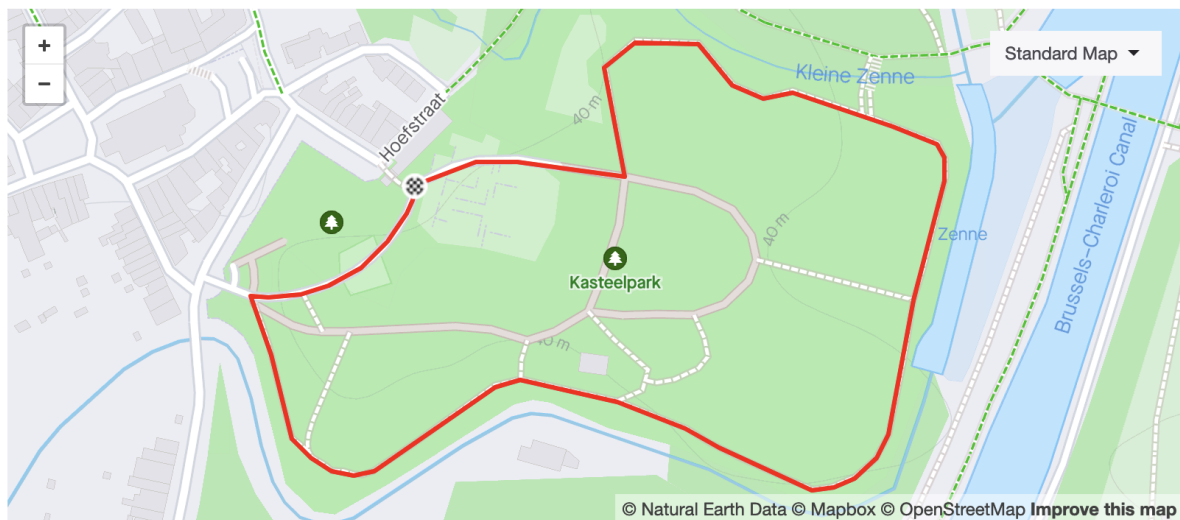 +
−
Standard Map
Kleine Zenne
40 m
Hoefstraat
40 m
Zenne
Kasteelpark
Brussels–Charleroi Canal
40 m
© Natural Earth Data © Mapbox © OpenStreetMap Improve this map